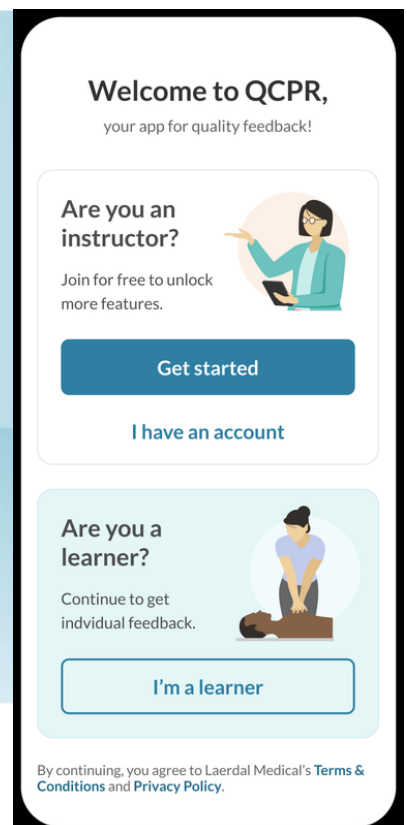 Welcome to QCPR,
your app for quality feedback!
Are you an
instructor?
Join for free to unlock
more features.
Get started
I have an account
Are you a
learner?
Continue to get
indvidual feedback.
I'm a learner
By continuing, you agree to Laerdal Medical's Terms &
Conditions and Privacy Policy.